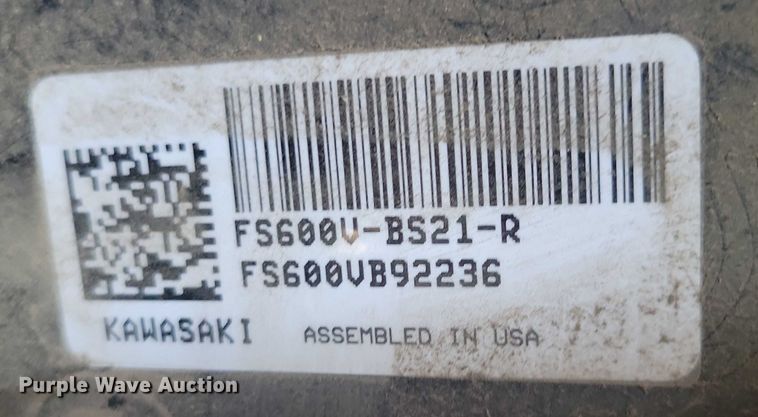 FS600V-BS21-R
FS600VB92236
KAWASAKI ASSEMBLED IN USA
Purple Wave Auction